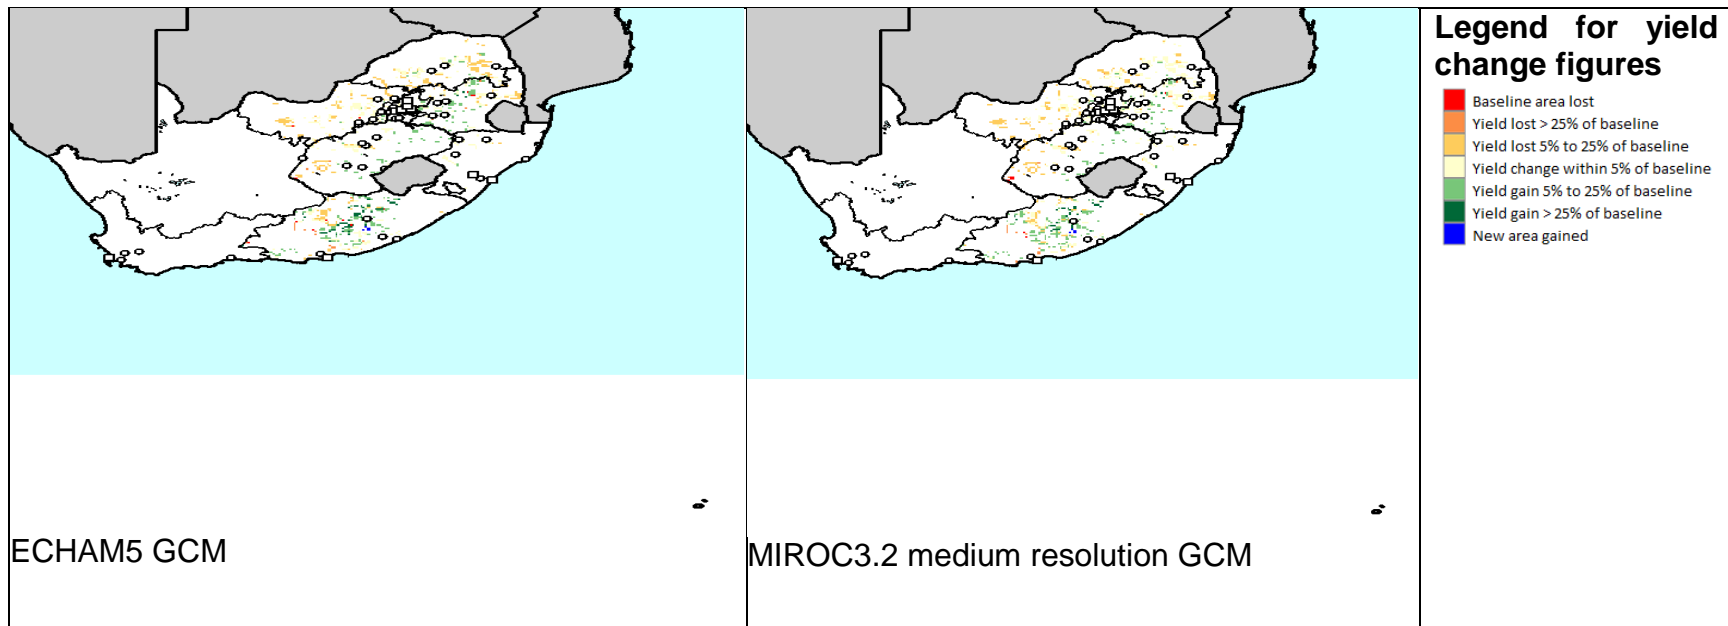 Legend for yield
change figures
Baseline area lost
Yield lost > 25% of baseline
Yield lost 5% to 25% of baseline
Yield change within 5% of baseline
Yield gain 5% to 25% of baseline
Yield gain > 25% of baseline
New area gained
ECHAM5 GCM
MIROC3.2 medium resolution GCM